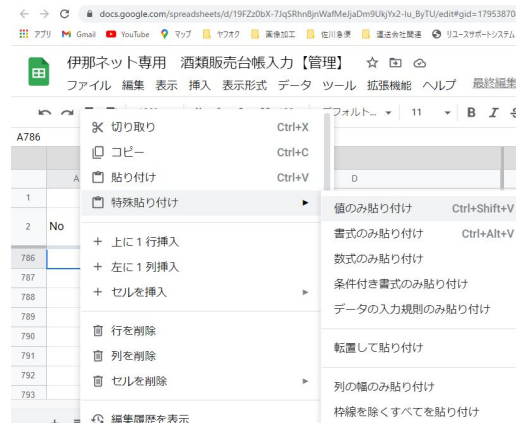 docs.google.com/spreadsheets/d/19FZz0bX-7JqSRhn8jnWafMeJjaDm9UkjYx2-Iu_ByTU/edit#gid=17953870
アプリ Gmail YouTube マップ ヤフオク 画像加工 佐川急便 運送会社関連 リユースサポートシステム
伊那ネット専用 酒類販売台帳入力【管理】
ファイル 編集 表示 挿入 表示形式 データ ツール 拡張機能 ヘルプ 最終編集
デフォルト... 11 B I
A786
A D
1
2 No
786
787
788
789
790
791
792
793
切り取り Ctrl+X
コピー Ctrl+C
貼り付け Ctrl+V
特殊貼り付け
上に 1 行挿入
左に 1 列挿入
セルを挿入
行を削除
列を削除
セルを削除
編集履歴を表示
値のみ貼り付け Ctrl+Shift+V
書式のみ貼り付け Ctrl+Alt+V
数式のみ貼り付け
条件付き書式のみ貼り付け
データの入力規則のみ貼り付け
転置して貼り付け
列の幅のみ貼り付け
枠線を除くすべてを貼り付け